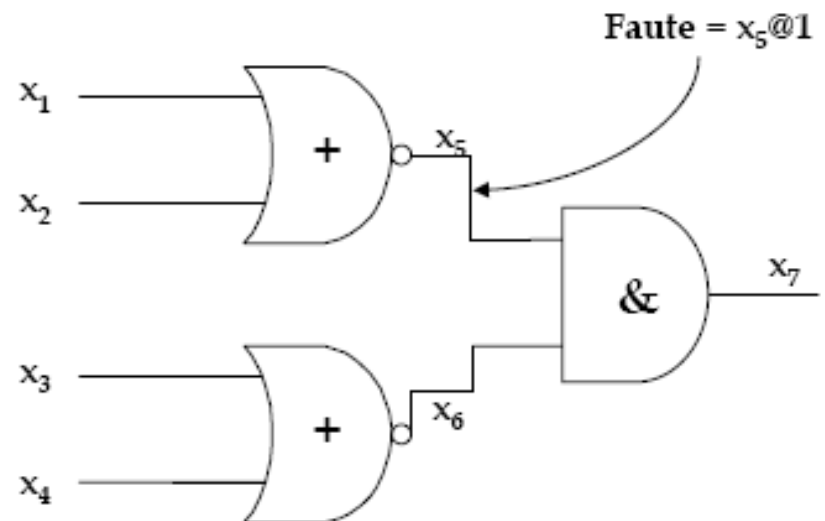 Faute = x₅@1
x₁
+
x₅
x₂
x₇
&
x₃
x₆
+
x₄